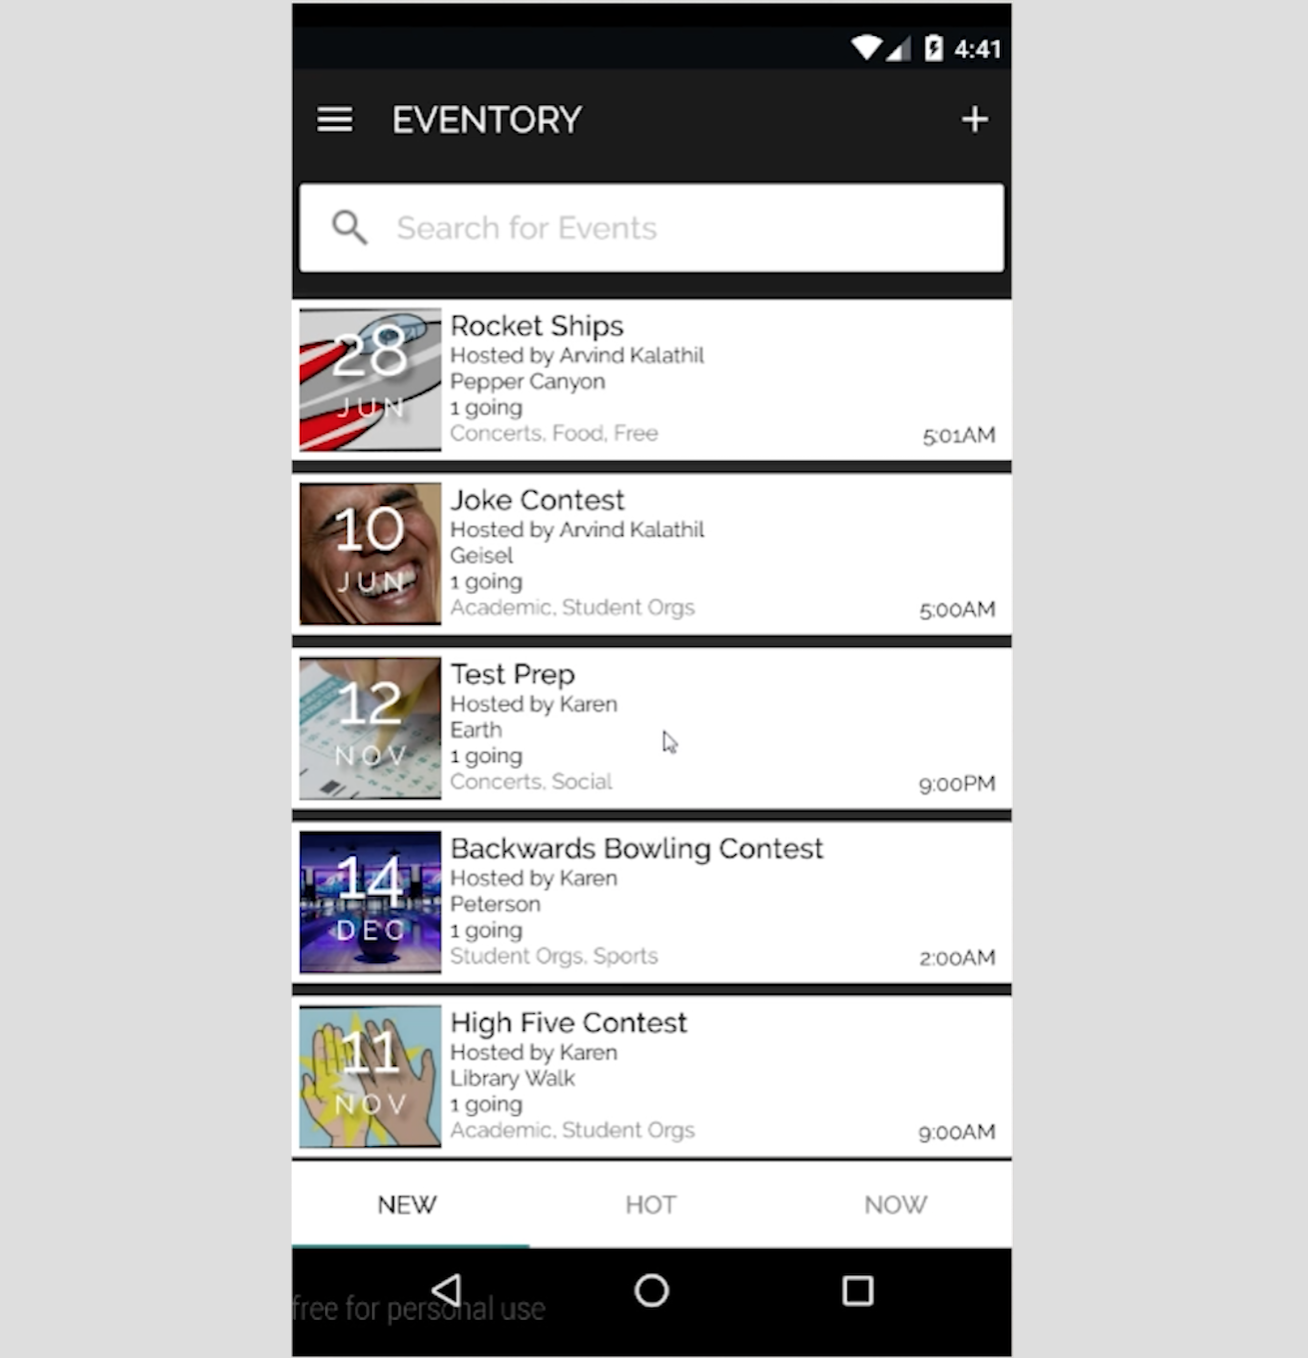 4:41
EVENTORY
Search for Events
28
JUN
Rocket Ships
Hosted by Arvind Kalathil
Pepper Canyon
1 going
Concerts, Food, Free
5:01AM
10
JUN
Joke Contest
Hosted by Arvind Kalathil
Geisel
1 going
Academic, Student Orgs
5:00AM
12
NOV
Test Prep
Hosted by Karen
Earth
1 going
Concerts, Social
9:00PM
14
DEC
Backwards Bowling Contest
Hosted by Karen
Peterson
1 going
Student Orgs, Sports
2:00AM
11
NOV
High Five Contest
Hosted by Karen
Library Walk
1 going
Academic, Student Orgs
9:00AM
NEW HOT NOW
free for personal use